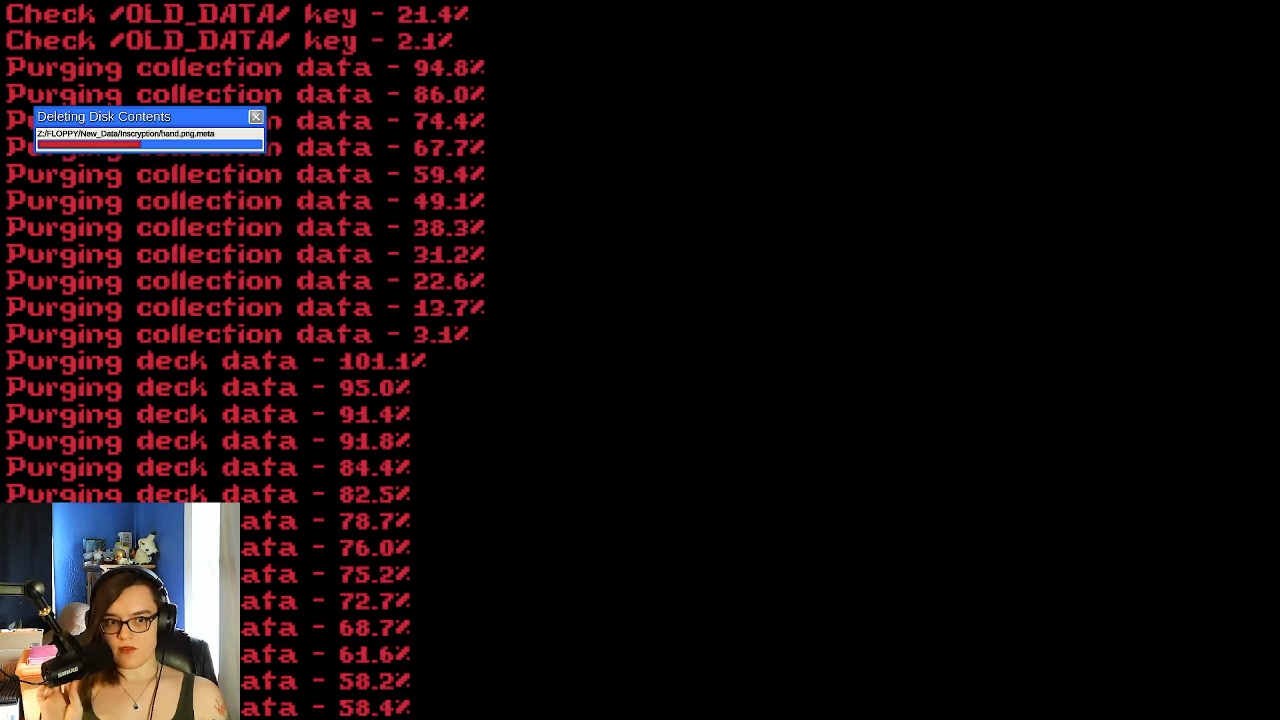 Check /OLD_DATA/ key - 21.4%
Check /OLD_DATA/ key - 2.1%
Purging collection data - 94.8%
Purging collection data - 86.0%
Deleting Disk Contents
Z:/FLOPPY/New_Data/Inscryption/hand.png.meta
74.4%
67.7%
Purging collection data - 59.4%
Purging collection data - 49.1%
Purging collection data - 38.3%
Purging collection data - 31.2%
Purging collection data - 22.6%
Purging collection data - 13.7%
Purging collection data - 3.1%
Purging deck data - 101.1%
Purging deck data - 95.0%
Purging deck data - 91.4%
Purging deck data - 91.8%
Purging deck data - 84.4%
Purging deck data - 82.5%
ata - 78.7%
ata - 76.0%
ata - 75.2%
ata - 72.7%
ata - 68.7%
ata - 61.6%
ata - 58.2%
ata - 58.4%
SHURE